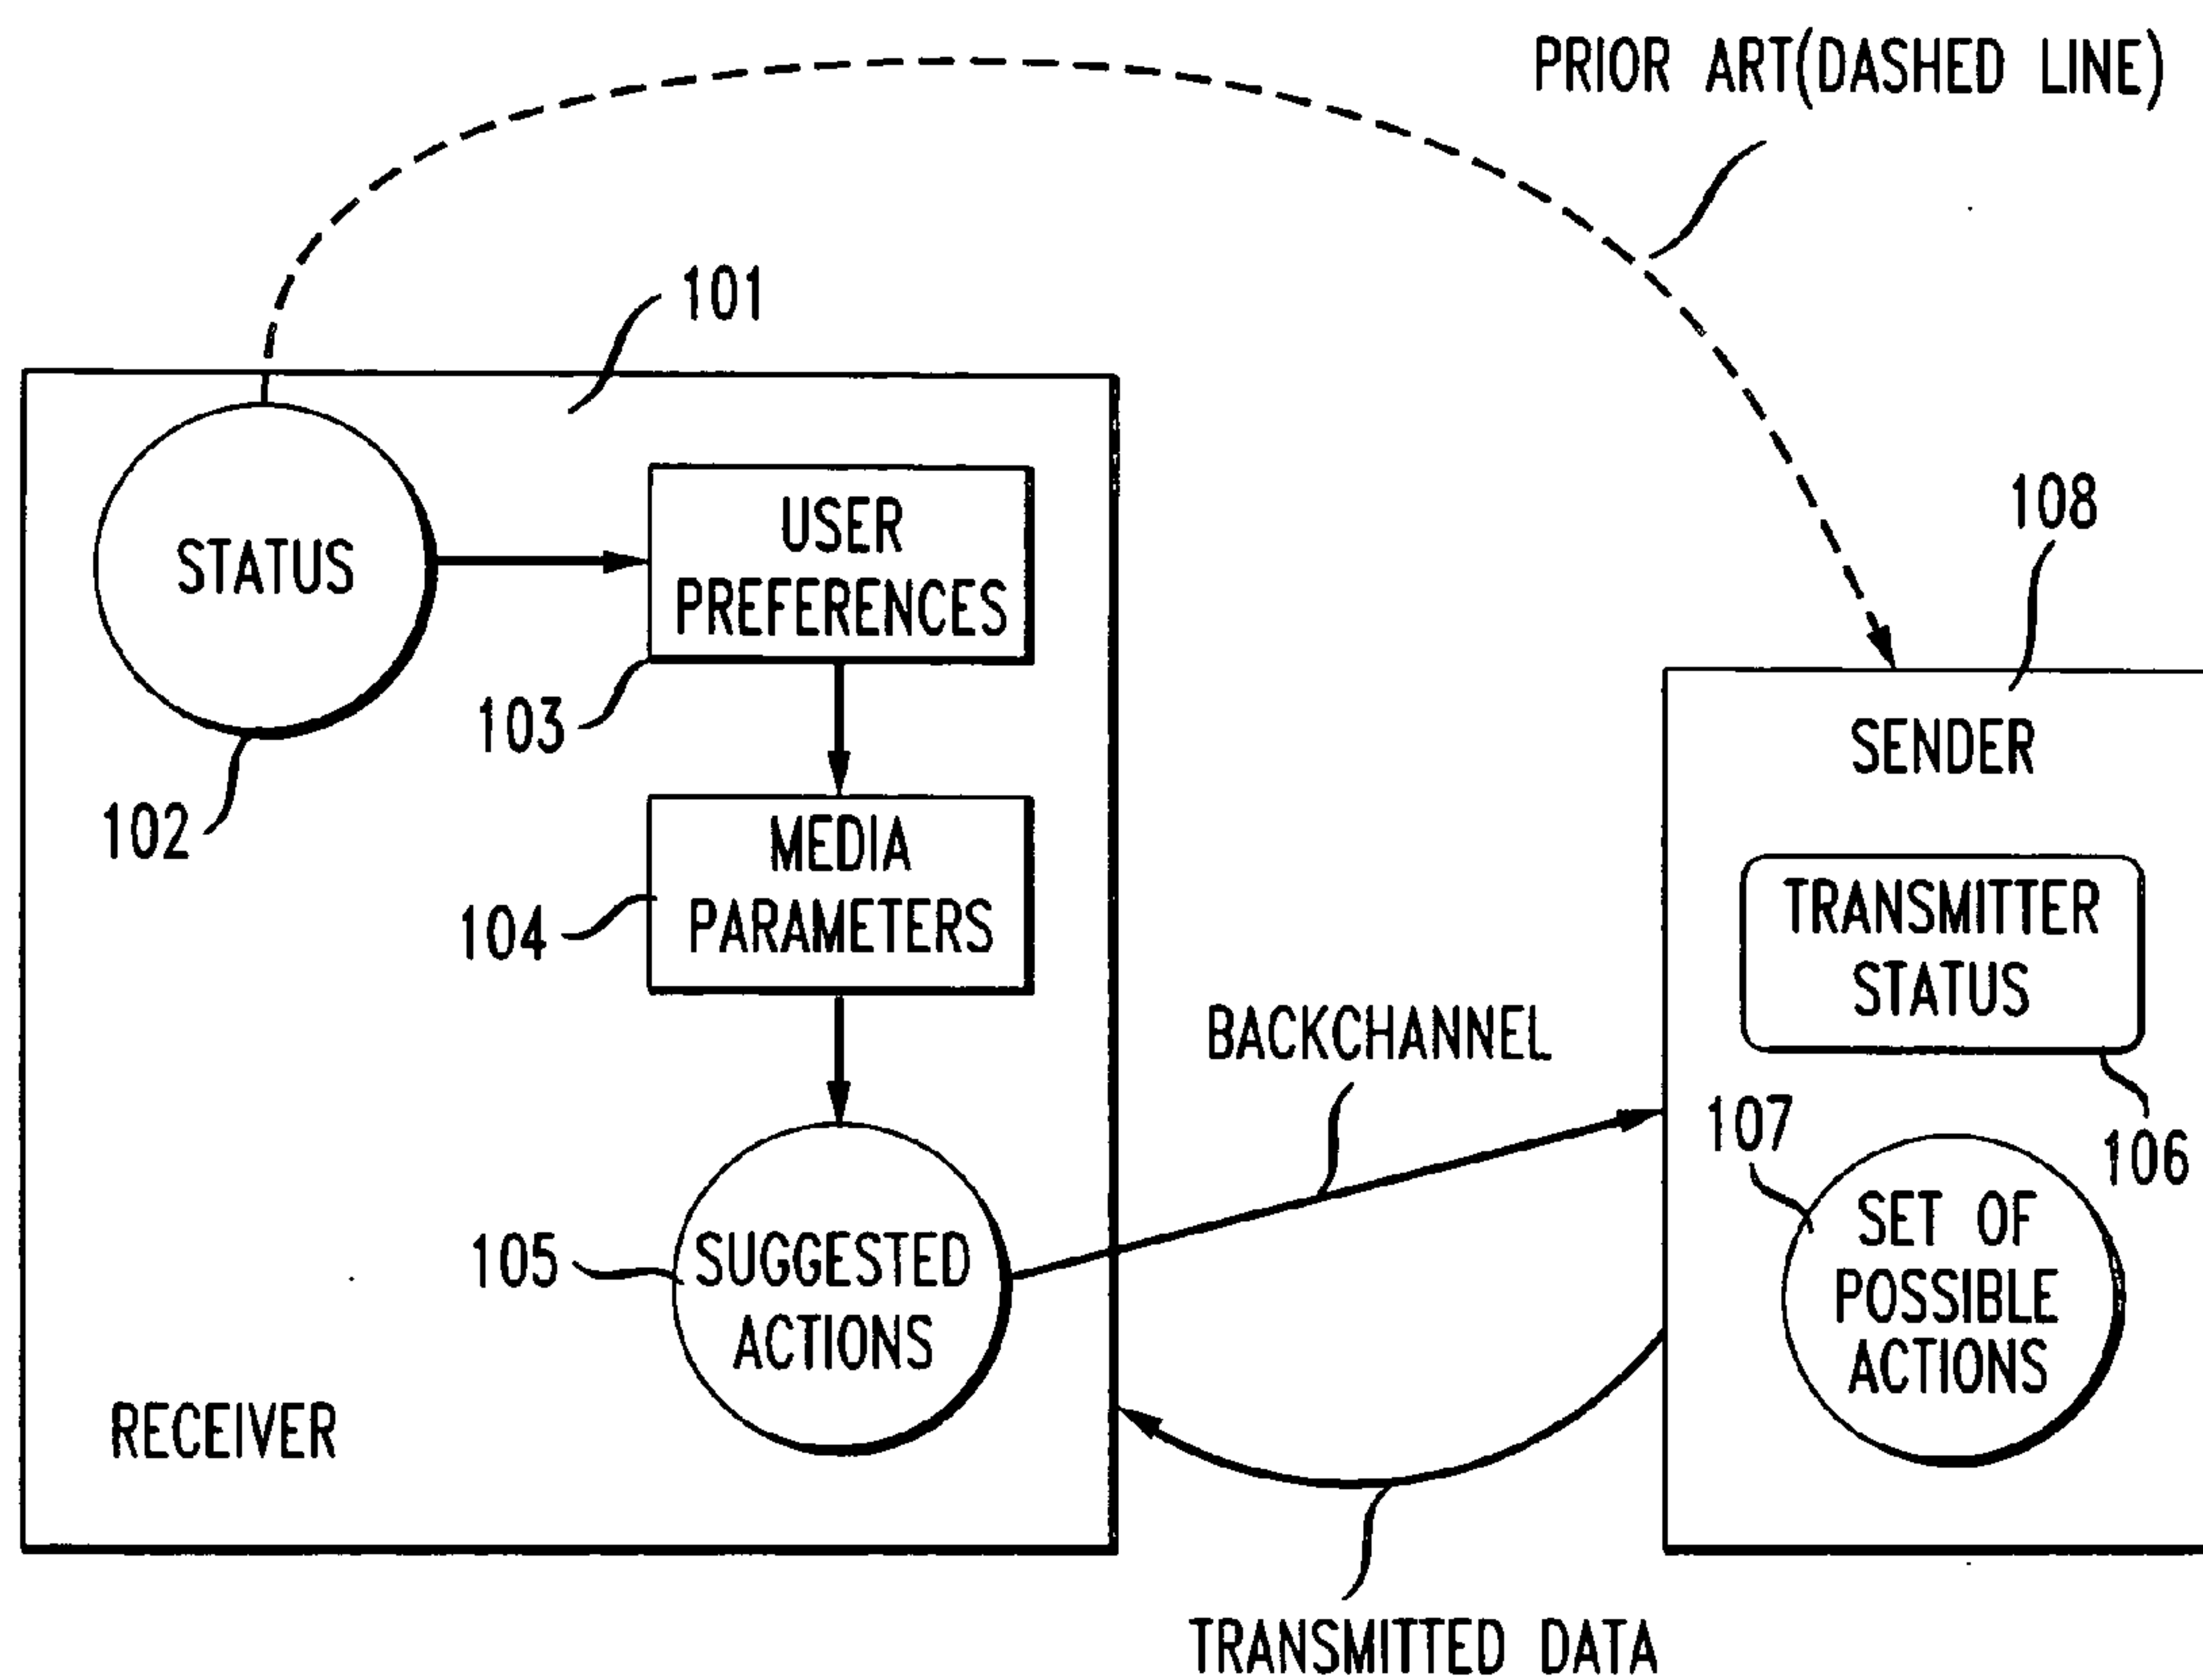 PRIOR ART(DASHED LINE)
101
STATUS
USER
PREFERENCES
108
103
SENDER
102
MEDIA
PARAMETERS
104
TRANSMITTER
STATUS
BACKCHANNEL
107
106
105
SUGGESTED
ACTIONS
SET OF
POSSIBLE
ACTIONS
RECEIVER
TRANSMITTED DATA